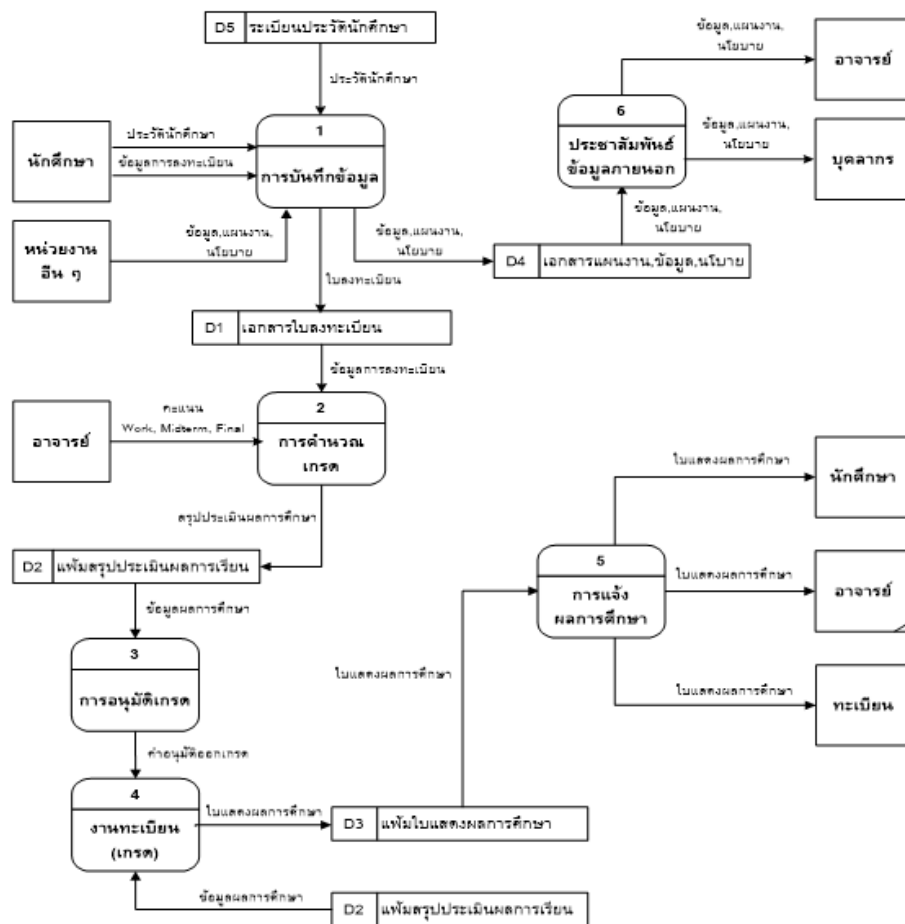 D5 ระเบียนประวัตินักศึกษา
ประวัตินักศึกษา
นักศึกษา
ประวัตินักศึกษา
ข้อมูลการลงทะเบียน
1
การบันทึกข้อมูล
หน่วยงาน
อื่น ๆ
ข้อมูล,แผนงาน,
นโยบาย
ข้อมูล,แผนงาน,
นโยบาย
ใบลงทะเบียน
6
ประชาสัมพันธ์
ข้อมูลภายนอก
ข้อมูล,แผนงาน,
นโยบาย
อาจารย์
ข้อมูล,แผนงาน,
นโยบาย
บุคลากร
ข้อมูล,แผนงาน,
นโยบาย
D4 เอกสารแผนงาน,ข้อมูล,นโบาย
D1 เอกสารใบลงทะเบียน
ข้อมูลการลงทะเบียน
อาจารย์
คะแนน
Work, Midterm, Final
2
การคำนวณ
เกรด
สรุปประเมินผลการศึกษา
D2 แฟ้มสรุปประเมินผลการเรียน
ข้อมูลผลการศึกษา
3
การอนุมัติเกรด
คำอนุมัติออกเกรด
4
งานทะเบียน
(เกรด)
ใบแสดงผลการศึกษา
D3 แฟ้มใบแสดงผลการศึกษา
ข้อมูลผลการศึกษา
D2 แฟ้มสรุปประเมินผลการเรียน
ใบแสดงผลการศึกษา
5
การแจ้ง
ผลการศึกษา
ใบแสดงผลการศึกษา
นักศึกษา
ใบแสดงผลการศึกษา
อาจารย์
ใบแสดงผลการศึกษา
ทะเบียน